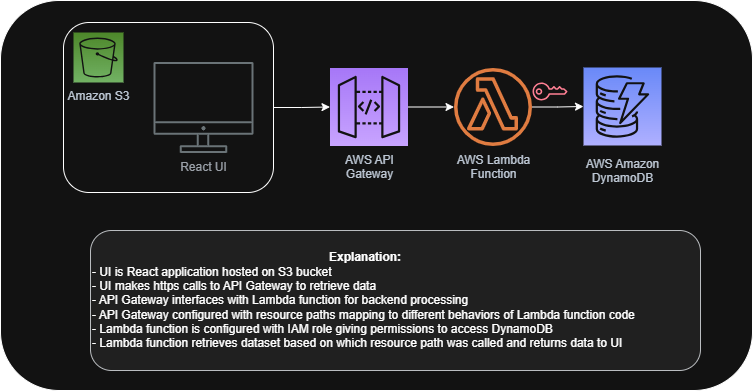 Amazon S3
React UI
AWS API
Gateway
AWS Lambda
Function
AWS Amazon
DynamoDB
Explanation:
- UI is React application hosted on S3 bucket
- UI makes https calls to API Gateway to retrieve data
- API Gateway interfaces with Lambda function for backend processing
- API Gateway configured with resource paths mapping to different behaviors of Lambda function code
- Lambda function is configured with IAM role giving permissions to access DynamoDB
- Lambda function retrieves dataset based on which resource path was called and returns data to UI